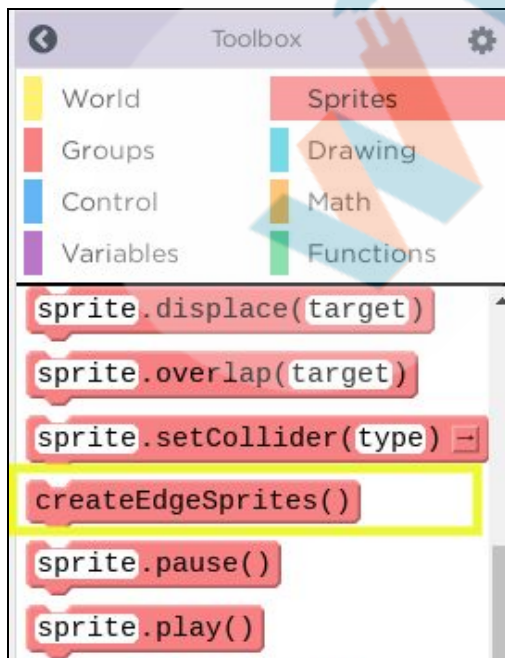 Toolbox
World Sprites
Groups Drawing
Control Math
Variables Functions
sprite.displace(target)
sprite.overlap(target)
sprite.setCollider(type) →
createEdgeSprites()
sprite.pause()
sprite.play()